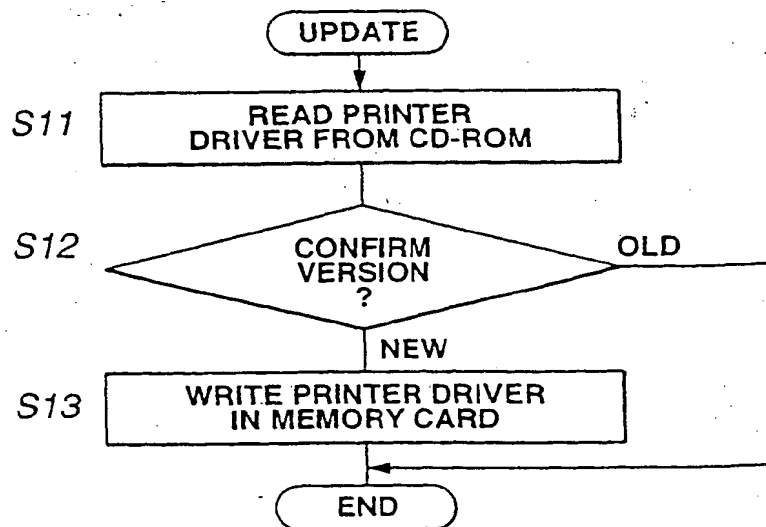 UPDATE
S11
READ PRINTER
DRIVER FROM CD-ROM
S12
CONFIRM
VERSION
?
OLD
NEW
S13
WRITE PRINTER DRIVER
IN MEMORY CARD
END